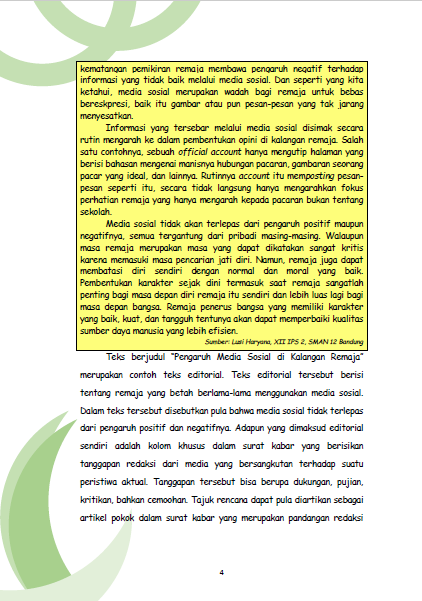 kematangan pemikiran remaja membawa pengaruh negatif terhadap
informasi yang tidak baik melalui media sosial. Dan seperti yang kita
ketahui, media sosial merupakan wadah bagi remaja untuk bebas
bereskpresi, baik itu gambar atau pun pesan-pesan yang tak jarang
menyesatkan.
Informasi yang tersebar melalui media sosial disimak secara
rutin mengarah ke dalam pembentukan opini di kalangan remaja. Salah
satu contohnya, sebuah official account hanya mengutip halaman yang
berisi bahasan mengenai manisnya hubungan pacaran, gambaran seorang
pacar yang ideal, dan lainnya. Rutinnya account itu memposting pesan-
pesan seperti itu, secara tidak langsung hanya mengarahkan fokus
perhatian remaja yang hanya mengarah kepada pacaran bukan tentang
sekolah.
Media sosial tidak akan terlepas dari pengaruh positif maupun
negatifnya, semua tergantung dari pribadi masing-masing. Walaupun
masa remaja merupakan masa yang dapat dikatakan sangat kritis
karena memasuki masa pencarian jati diri. Namun, remaja juga dapat
membatasi diri sendiri dengan normal dan moral yang baik.
Pembentukan karakter sejak dini termasuk saat remaja sangatlah
penting bagi masa depan diri remaja itu sendiri dan lebih luas lagi bagi
masa depan bangsa. Remaja penerus bangsa yang memiliki karakter
yang baik, kuat, dan tangguh tentunya akan dapat memperbaiki kualitas
sumber daya manusia yang lebih efisien.
Sumber: Lusi Haryana, XII IPS 2, SMAN 12 Bandung
Teks berjudul "Pengaruh Media Sosial di Kalangan Remaja"
merupakan contoh teks editorial. Teks editorial tersebut berisi
tentang remaja yang betah berlama-lama menggunakan media sosial.
Dalam teks tersebut disebutkan pula bahwa media sosial tidak terlepas
dari pengaruh positif dan negatifnya. Adapun yang dimaksud editorial
sendiri adalah kolom khusus dalam surat kabar yang berisikan
tanggapan redaksi dari media yang bersangkutan terhadap suatu
peristiwa aktual. Tanggapan tersebut bisa berupa dukungan, pujian,
kritikan, bahkan cemoohan. Tajuk rencana dapat pula diartikan sebagai
artikel pokok dalam surat kabar yang merupakan pandangan redaksi
4